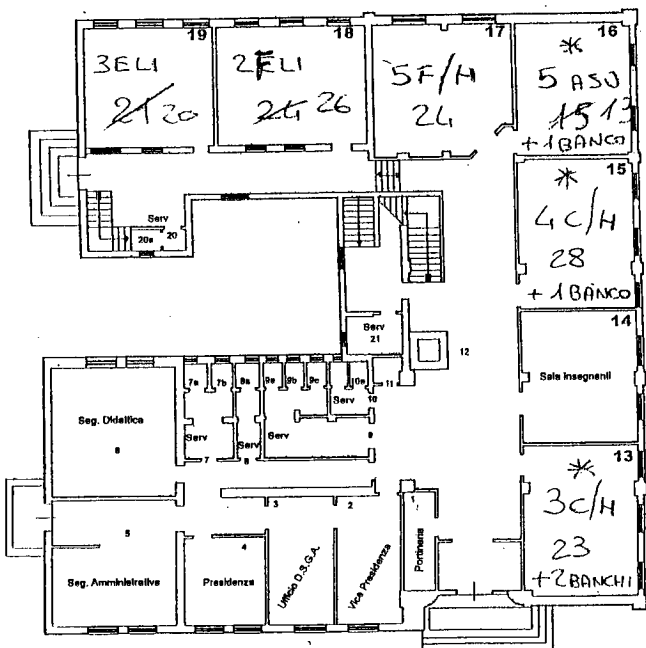 19
3ELI
21 20
18
2ELI
24 26
17
5F/H
24
16
*
5 ASU
15 13
+1 BANCO
15
*
4C/H
28
+1 BANCO
Serv
20a 20
Serv
21
12
14
Sala Insegnanti
7a 7b 8a 9a 9b 9c 10a 11
Serv 10
Serv Serv Serv 9
7 8
Seg. Didattica
6
13
*
3C/H
23
+2 BANCHI
5
Seg. Amministrativa
4
Presidenza
3
Ufficio D.S.G.A.
2
Vice Presidenza
1
Portineria